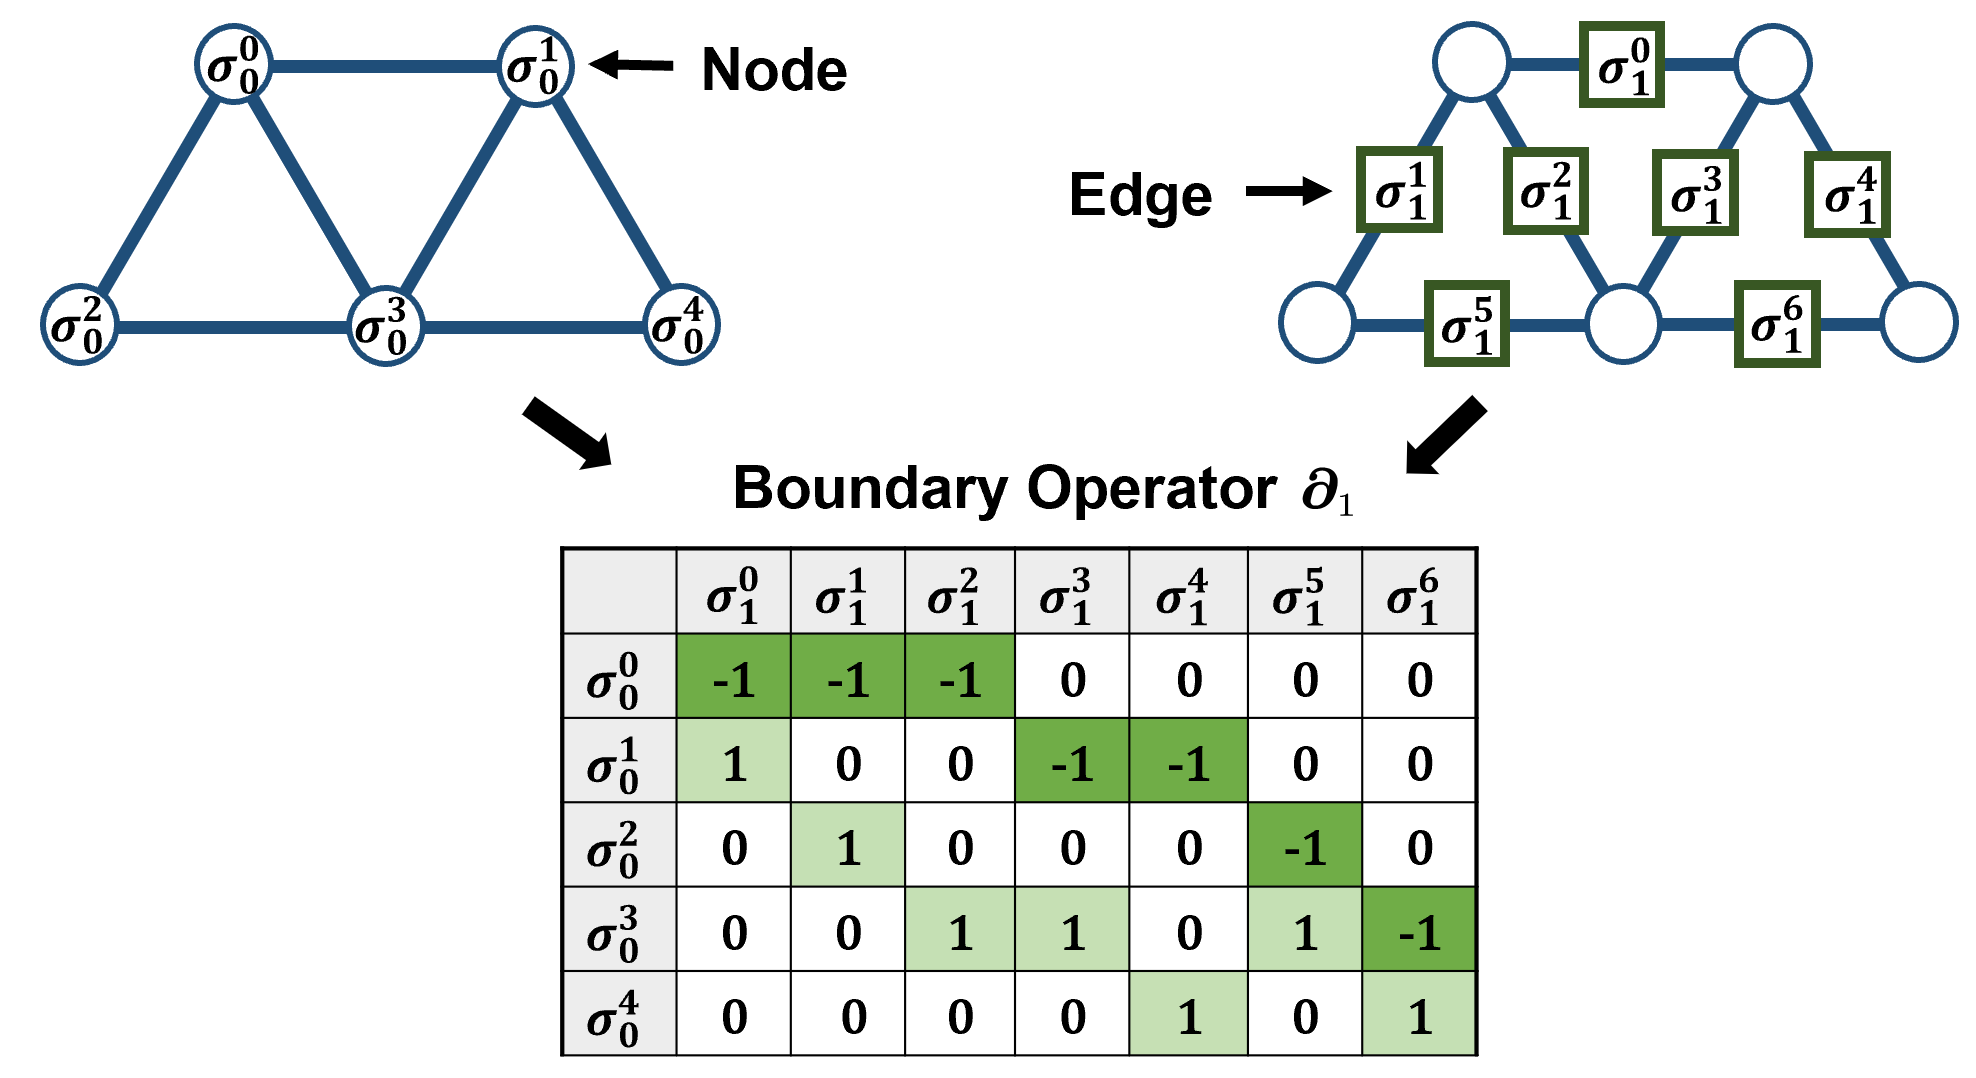 σ₀⁰ σ₀¹ Node
σ₀² σ₀³ σ₀⁴
σ₁⁰
Edge σ₁¹ σ₁² σ₁³ σ₁⁴
σ₁⁵ σ₁⁶
Boundary Operator ∂₁
σ₁⁰ σ₁¹ σ₁² σ₁³ σ₁⁴ σ₁⁵ σ₁⁶
σ₀⁰ -1 -1 -1 0 0 0 0
σ₀¹ 1 0 0 -1 -1 0 0
σ₀² 0 1 0 0 0 -1 0
σ₀³ 0 0 1 1 0 1 -1
σ₀⁴ 0 0 0 0 1 0 1